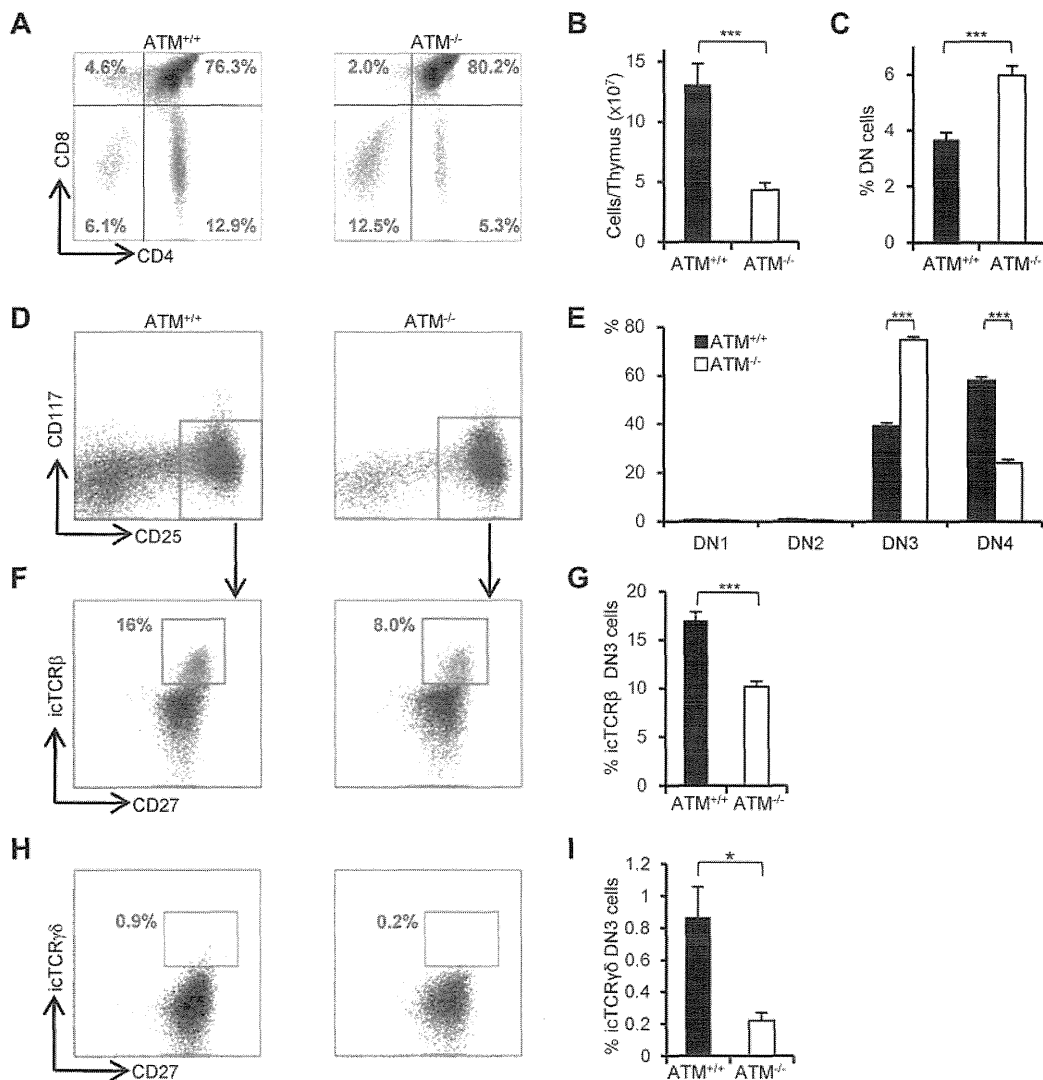 A
ATM+/+
ATM-/-
4.6%
76.3%
2.0%
80.2%
6.1%
12.9%
12.5%
5.3%
CD8
CD4
B
***
Cells/Thymus (x10⁷)
15
10
5
0
ATM+/+
ATM-/-
C
***
% DN cells
6
4
2
0
ATM+/+
ATM-/-
D
ATM+/+
ATM-/-
CD117
CD25
E
%
80
60
40
20
0
ATM+/+
ATM-/-
***
***
DN1
DN2
DN3
DN4
F
16%
8.0%
icTCRβ
CD27
G
***
% icTCRβ DN3 cells
20
15
10
5
0
ATM+/+
ATM-/-
H
0.9%
0.2%
icTCRγδ
CD27
I
*
% icTCRγδ DN3 cells
1.2
1
0.8
0.6
0.4
0.2
0
ATM+/+
ATM-/-